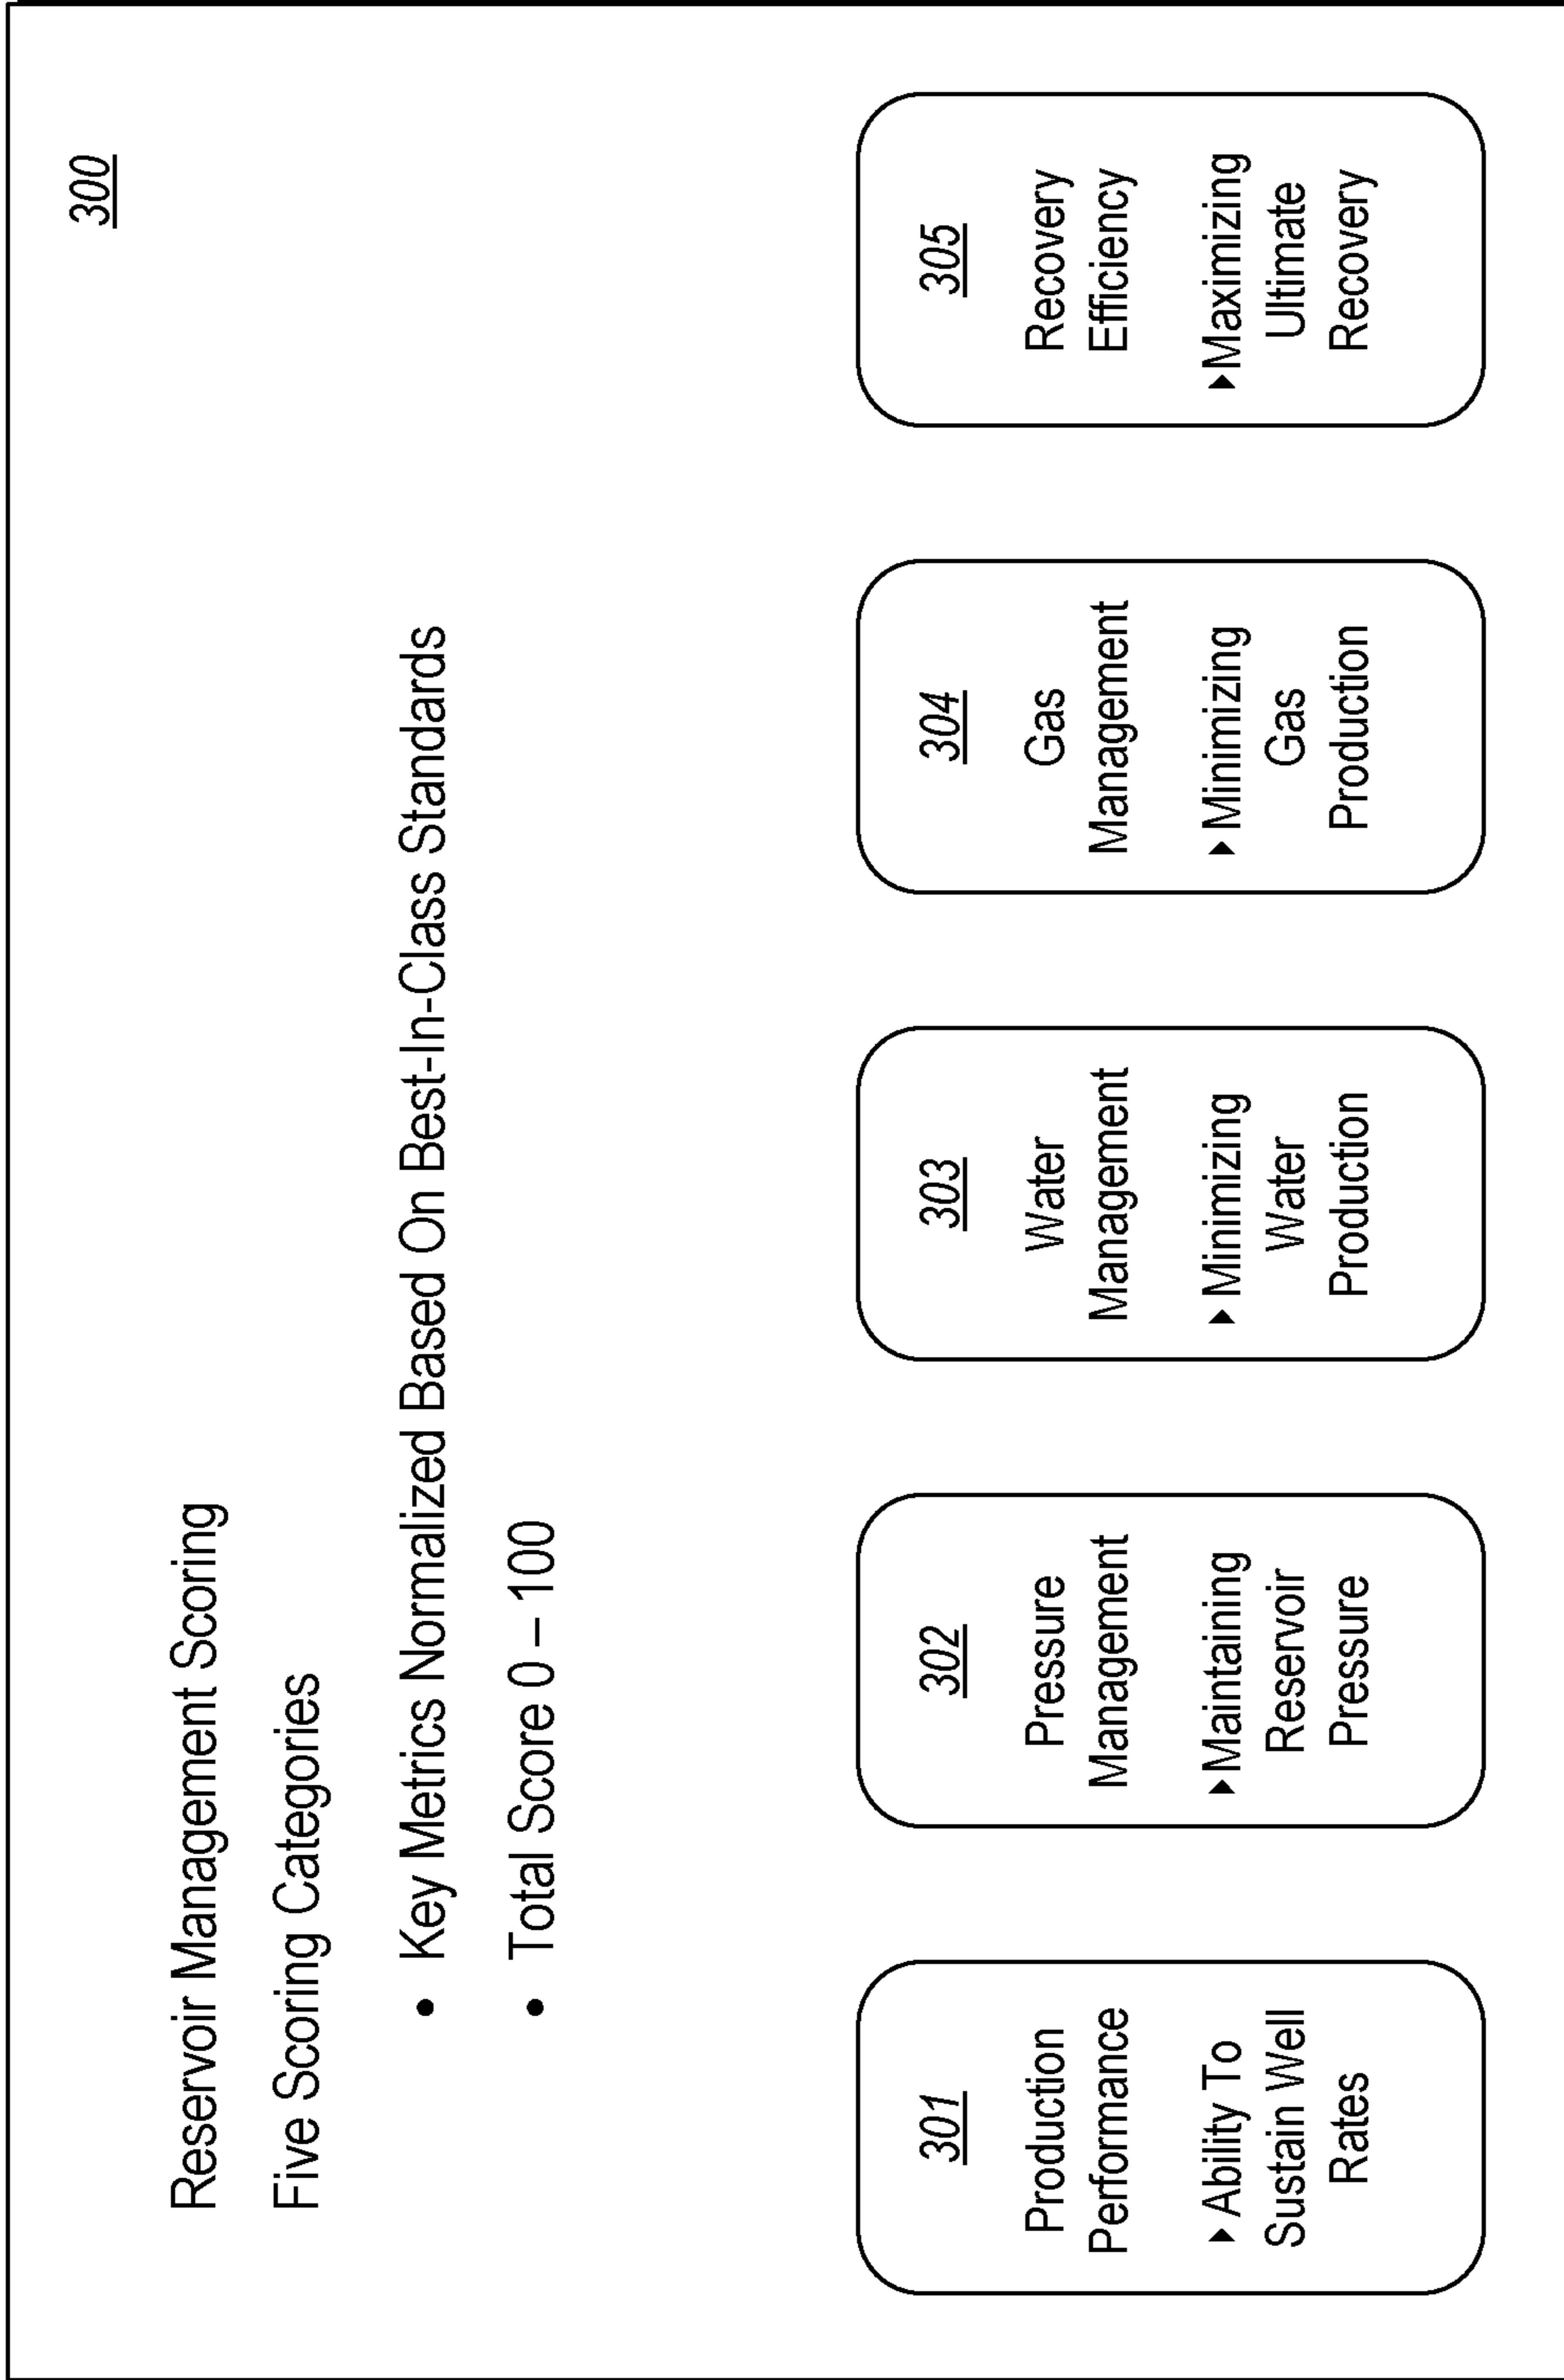 300
Reservoir Management Scoring
Five Scoring Categories
• Key Metrics Normalized Based On Best-In-Class Standards
• Total Score 0 – 100
301
Production
Performance
▶Ability To
Sustain Well
Rates
302
Pressure
Management
▶Maintaining
Reservoir
Pressure
303
Water
Management
▶Minimizing
Water
Production
304
Gas
Management
▶Minimizing
Gas
Production
305
Recovery
Efficiency
▶Maximizing
Ultimate
Recovery